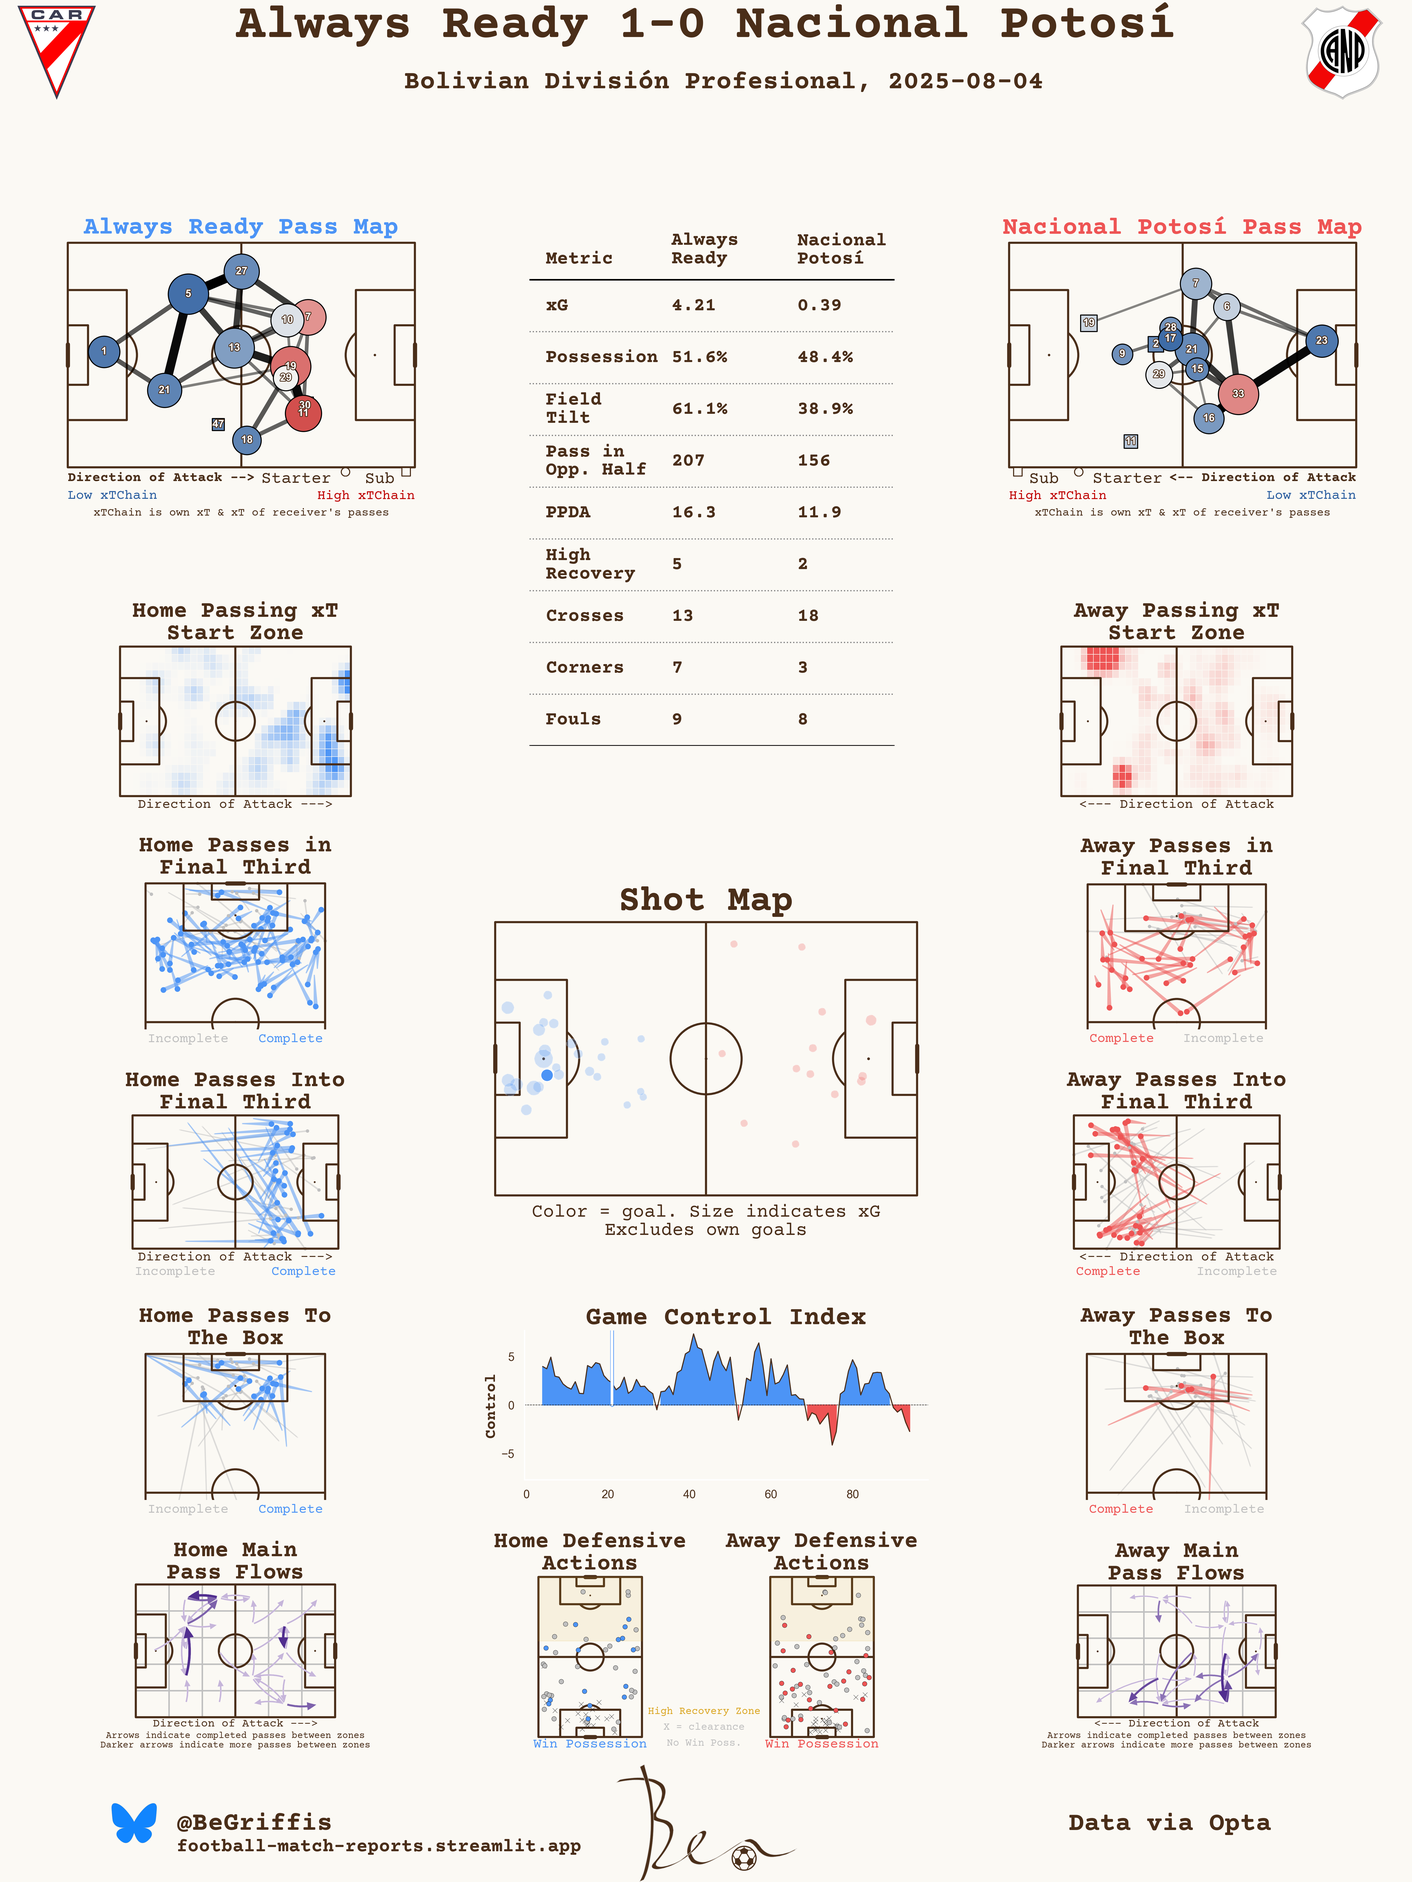 Always Ready 1-0 Nacional Potosí
Bolivian División Profesional, 2025-08-04
CAR
CANP
Always Ready Pass Map
27
5
7
10
13
1
19
29
21
30
11
47
18
Direction of Attack --> Starter Sub
Low xTChain High xTChain
xTChain is own xT & xT of receiver's passes
Metric Always Ready Nacional Potosí
xG 4.21 0.39
Possession 51.6% 48.4%
Field Tilt 61.1% 38.9%
Pass in Opp. Half 207 156
PPDA 16.3 11.9
High Recovery 5 2
Crosses 13 18
Corners 7 3
Fouls 9 8
Nacional Potosí Pass Map
7
6
19
28
17
23
21
9
15
29
33
16
11
Sub Starter <-- Direction of Attack
High xTChain Low xTChain
xTChain is own xT & xT of receiver's passes
Home Passing xT
Start Zone
Direction of Attack --->
Away Passing xT
Start Zone
<--- Direction of Attack
Home Passes in
Final Third
Incomplete Complete
Away Passes in
Final Third
Complete Incomplete
Shot Map
Color = goal. Size indicates xG
Excludes own goals
Home Passes Into
Final Third
Direction of Attack --->
Incomplete Complete
Away Passes Into
Final Third
<--- Direction of Attack
Complete Incomplete
Home Passes To
The Box
Incomplete Complete
Game Control Index
Control
5
0
−5
0 20 40 60 80
Away Passes To
The Box
Complete Incomplete
Home Main
Pass Flows
Direction of Attack --->
Arrows indicate completed passes between zones
Darker arrows indicate more passes between zones
Home Defensive
Actions
Win Possession
High Recovery Zone
X = clearance
No Win Poss.
Away Defensive
Actions
Win Possession
Away Main
Pass Flows
<--- Direction of Attack
Arrows indicate completed passes between zones
Darker arrows indicate more passes between zones
@BeGriffis
football-match-reports.streamlit.app
Ben
Data via Opta